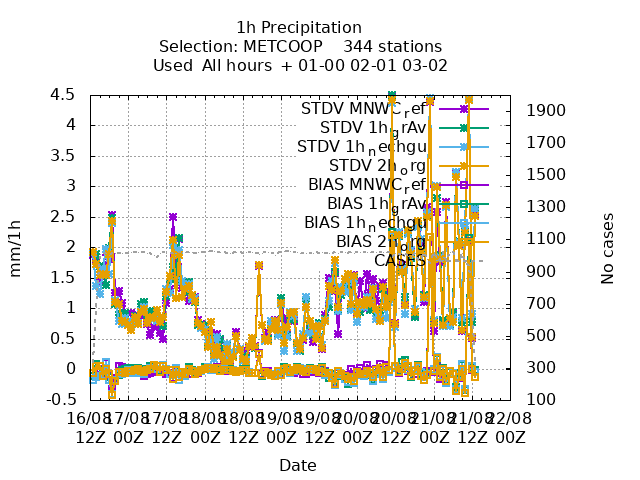 1h Precipitation
Selection: METCOOP 344 stations
Used All hours + 01-00 02-01 03-02
4.5
4
3.5
3
2.5
2
1.5
1
0.5
0
-0.5
1900
1700
1500
1300
1100
900
700
500
300
100
mm/1h
No cases
STDV MNWC_ref
STDV 1h_grAv
STDV 1h_nechgu
STDV 2h_org
BIAS MNWC_ref
BIAS 1h_grAv
BIAS 1h_nechgu
BIAS 2h_org
CASES
16/08 17/08 17/08 18/08 18/08 19/08 19/08 20/08 20/08 21/08 21/08 22/08
12Z 00Z 12Z 00Z 12Z 00Z 12Z 00Z 12Z 00Z 12Z 00Z
Date